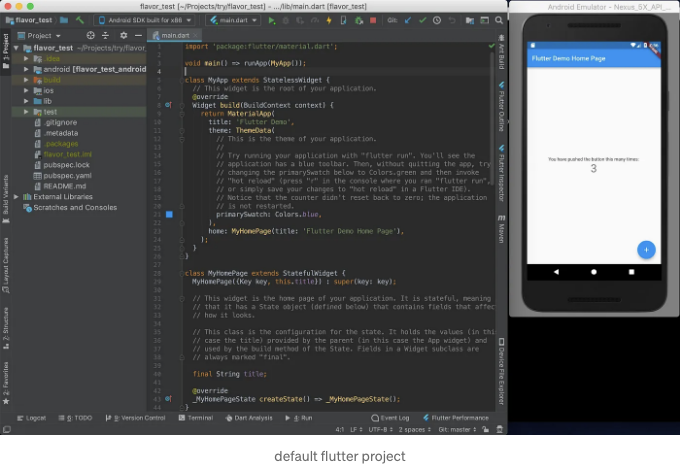 flavor_test [~/Projects/try/flavor_test] - .../lib/main.dart [flavor_test]
Android Emulator - Nexus_5X_API_
flavor_test
Android SDK built for x86
main.dart
Project
main.dart
1: Project
flavor_test ~/Projects/try/flavor_
.idea
android [flavor_test_android
build
ios
lib
test
.gitignore
.metadata
.packages
flavor_test.iml
pubspec.lock
pubspec.yaml
README.md
External Libraries
Scratches and Consoles
Build Variants
Layout Captures
7: Structure
2: Favorites
import 'package:flutter/material.dart';
void main() => runApp(MyApp());
class MyApp extends StatelessWidget {
// This widget is the root of your application.
@override
Widget build(BuildContext context) {
return MaterialApp(
title: 'Flutter Demo',
theme: ThemeData(
// This is the theme of your application.
//
// Try running your application with "flutter run". You'll see the
// application has a blue toolbar. Then, without quitting the app, try
// changing the primarySwatch below to Colors.green and then invoke
// "hot reload" (press "r" in the console where you ran "flutter run",
// or simply save your changes to "hot reload" in a Flutter IDE).
// Notice that the counter didn't reset back to zero; the application
// is not restarted.
primarySwatch: Colors.blue,
),
home: MyHomePage(title: 'Flutter Demo Home Page'),
);
}
}
class MyHomePage extends StatefulWidget {
MyHomePage({Key key, this.title}) : super(key: key);
// This widget is the home page of your application. It is stateful, meaning
// that it has a State object (defined below) that contains fields that affec
// how it looks.
// This class is the configuration for the state. It holds the values (in this
// case the title) provided by the parent (in this case the App widget) and
// used by the build method of the State. Fields in a Widget subclass are
// always marked "final".
final String title;
@override
_MyHomePageState createState() => _MyHomePageState();
}
Ant Build
Flutter Outline
Flutter Inspector
Maven
Device File Explorer
Flutter Demo Home Page
You have pushed the button this many times:
3
Logcat
6: TODO
9: Version Control
Terminal
Dart Analysis
4: Run
Event Log
Flutter Performance
4:1 LF UTF-8 2 spaces Git: master
default flutter project